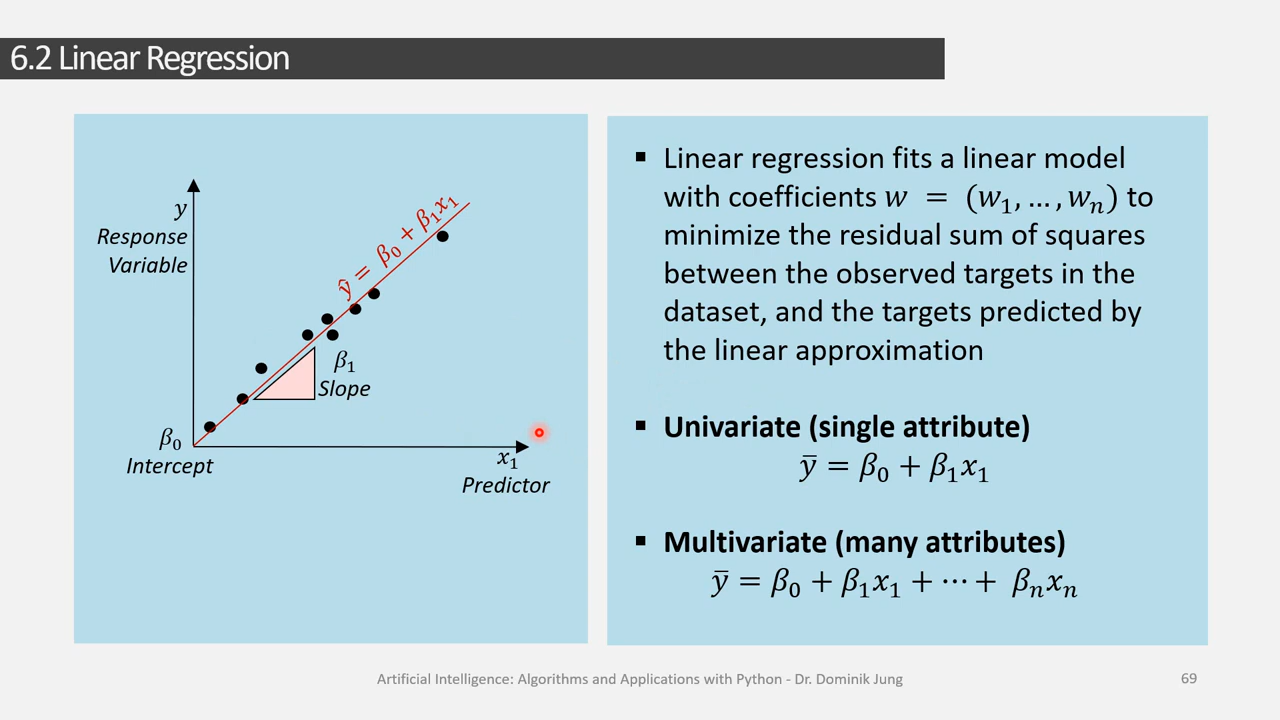 6.2 Linear Regression
y
Response
Variable
ŷ = β₀ + β₁x₁
β₁
Slope
β₀
Intercept
x₁
Predictor
▪ Linear regression fits a linear model
with coefficients w = (w₁, … , wₙ) to
minimize the residual sum of squares
between the observed targets in the
dataset, and the targets predicted by
the linear approximation
▪ Univariate (single attribute)
ȳ = β₀ + β₁x₁
▪ Multivariate (many attributes)
ȳ = β₀ + β₁x₁ + ⋯ + βₙxₙ
Artificial Intelligence: Algorithms and Applications with Python - Dr. Dominik Jung
69